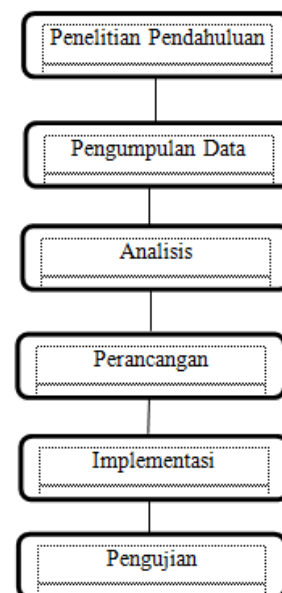 Penelitian Pendahuluan
Pengumpulan Data
Analisis
Perancangan
Implementasi
Pengujian